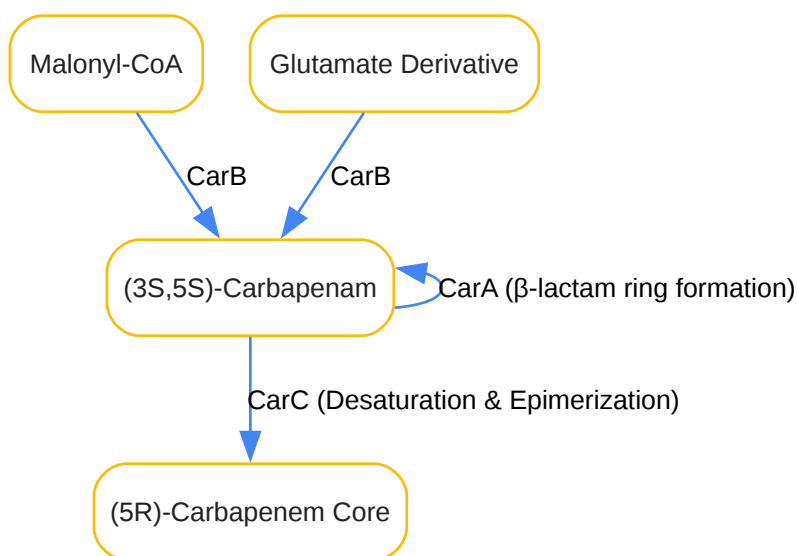 Malonyl-CoA
Glutamate Derivative
CarB
CarB
(3S,5S)-Carbapenam
CarA (β-lactam ring formation)
CarC (Desaturation & Epimerization)
(5R)-Carbapenem Core